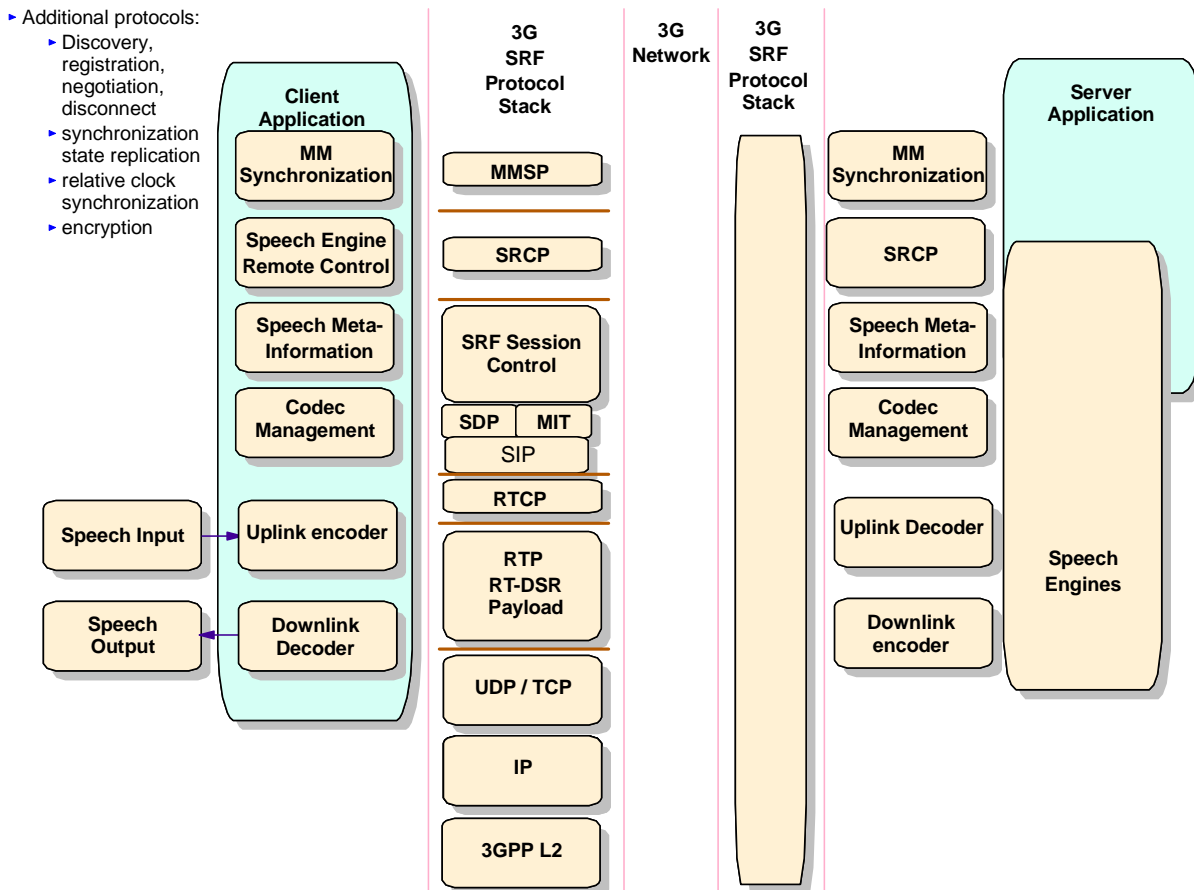 Additional protocols:
Discovery,
registration,
negotiation,
disconnect
synchronization
state replication
relative clock
synchronization
encryption
Client
Application
MM
Synchronization
Speech Engine
Remote Control
Speech Meta-
Information
Codec
Management
Speech Input
Uplink encoder
Speech
Output
Downlink
Decoder
3G
SRF
Protocol
Stack
MMSP
SRCP
SRF Session
Control
SDP
MIT
SIP
RTCP
RTP
RT-DSR
Payload
UDP / TCP
IP
3GPP L2
3G
Network
3G
SRF
Protocol
Stack
MM
Synchronization
SRCP
Speech Meta-
Information
Codec
Management
Uplink Decoder
Downlink
encoder
Server
Application
Speech
Engines